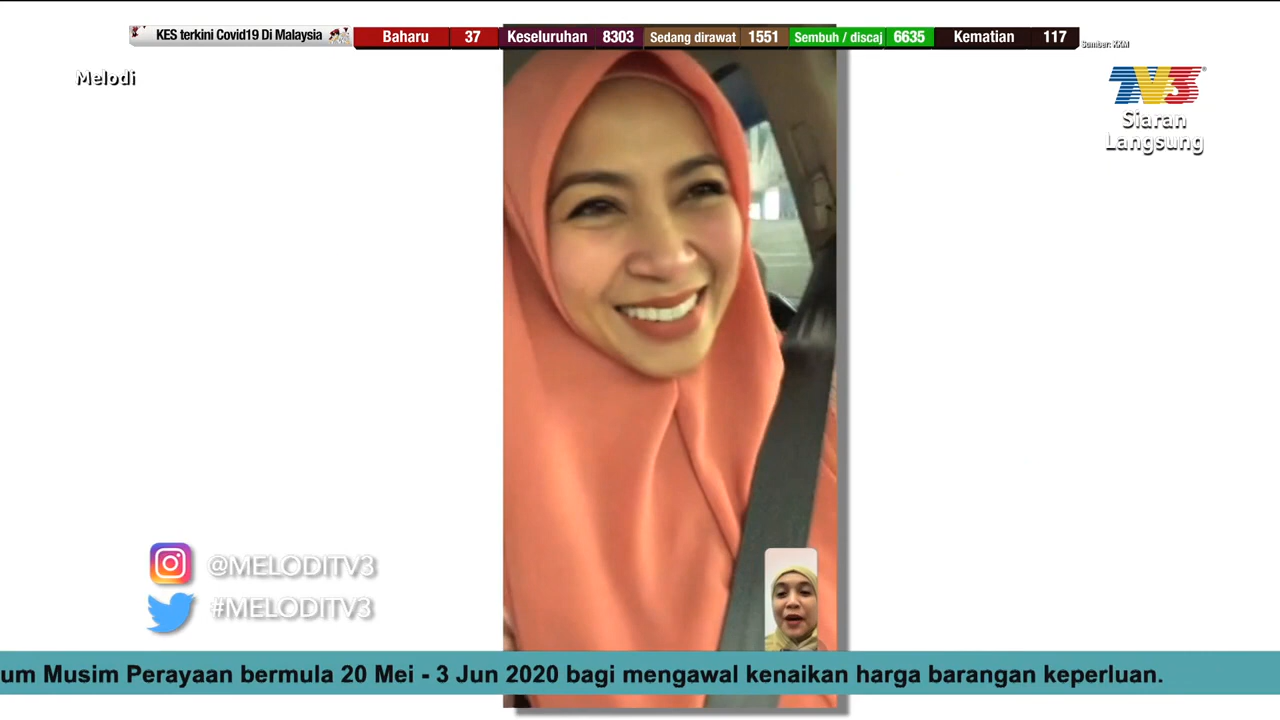 KES terkini Covid19 Di Malaysia Baharu 37 Keseluruhan 8303 Sedang dirawat 1551 Sembuh / discaj 6635 Kematian 117
Sumber: KKM
Melodi
TV3
Siaran
Langsung
@MELODITV3
#MELODITV3
um Musim Perayaan bermula 20 Mei - 3 Jun 2020 bagi mengawal kenaikan harga barangan keperluan.